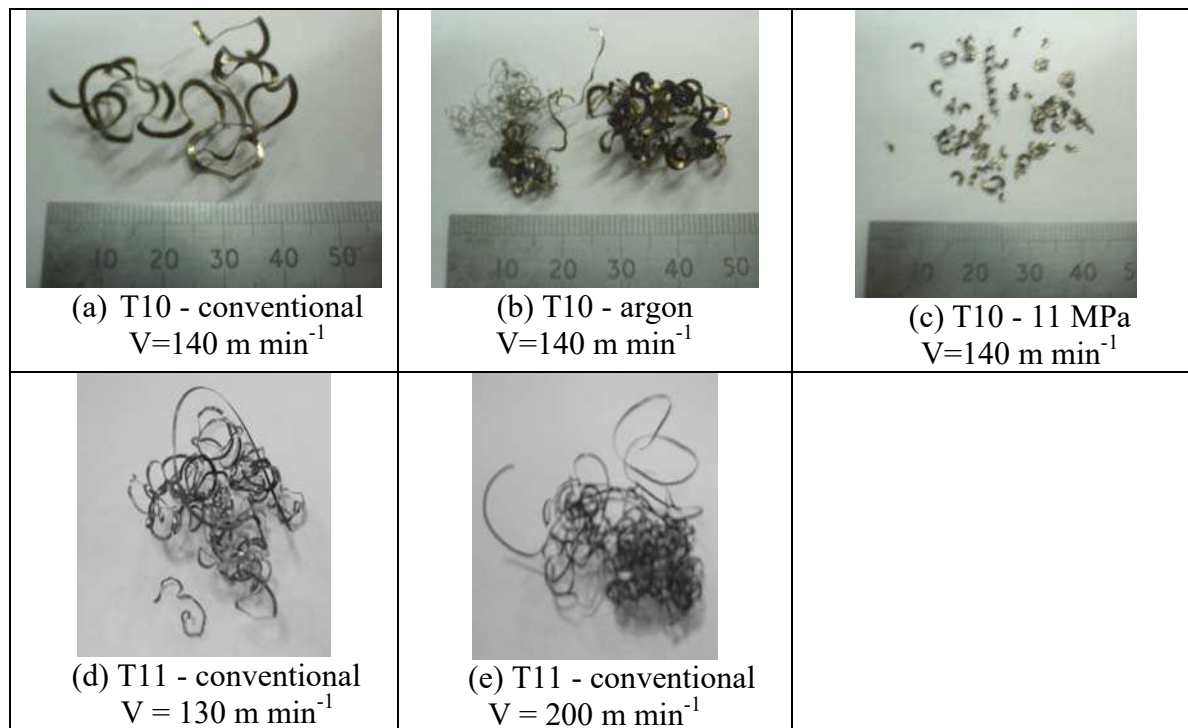 10 20 30 40 50
10 20 30 40 50
10 20 30 40 5
(a) T10 - conventional
V=140 m min⁻¹
(b) T10 - argon
V=140 m min⁻¹
(c) T10 - 11 MPa
V=140 m min⁻¹
(d) T11 - conventional
V = 130 m min⁻¹
(e) T11 - conventional
V = 200 m min⁻¹